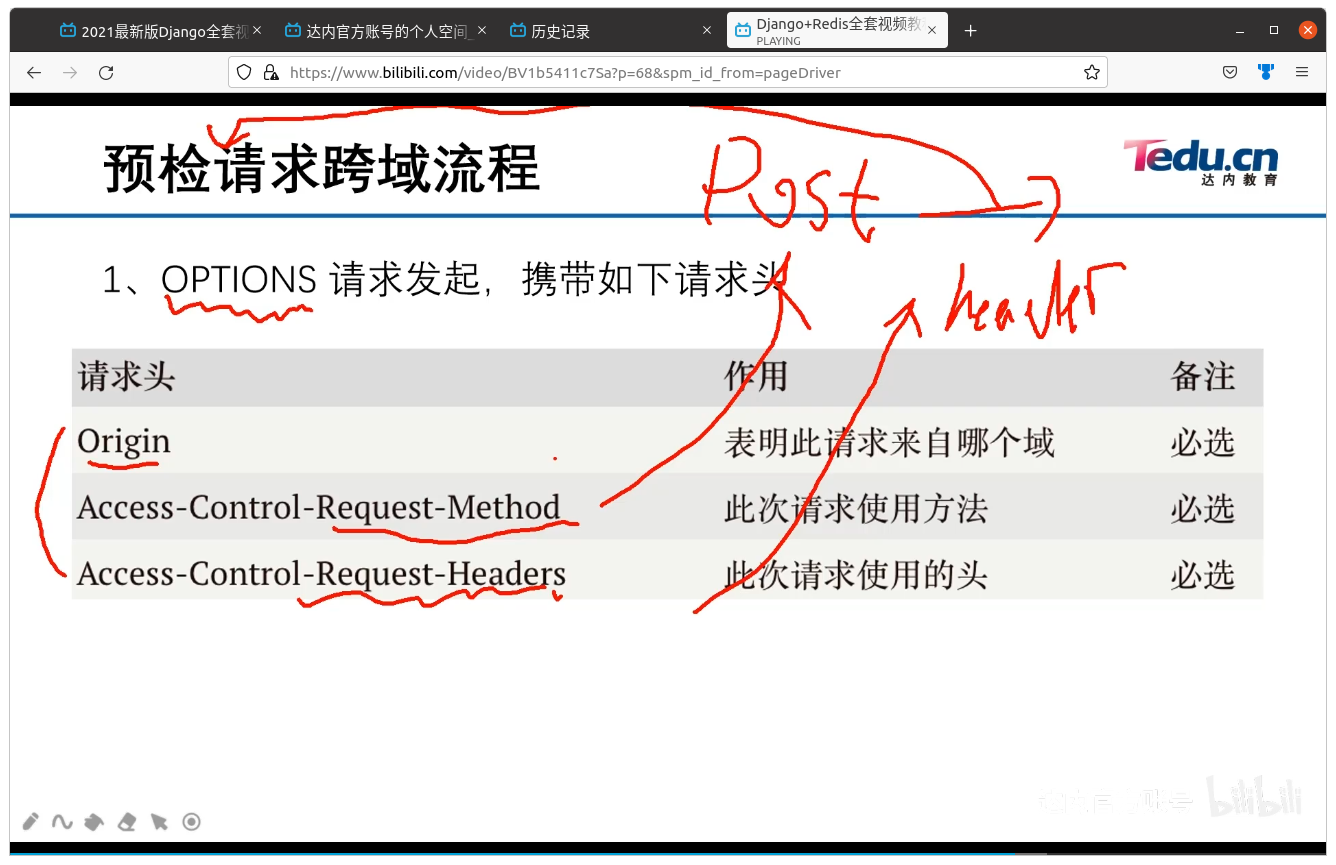 2021最新版Django全套视
达内官方账号的个人空间_
历史记录
Django+Redis全套视频教
PLAYING
https://www.bilibili.com/video/BV1b5411c7Sa?p=68&spm_id_from=pageDriver
预检请求跨域流程
Tedu.cn
达内教育
Post
1、OPTIONS 请求发起，携带如下请求头
header
请求头 作用 备注
Origin 表明此请求来自哪个域 必选
Access-Control-Request-Method 此次请求使用方法 必选
Access-Control-Request-Headers 此次请求使用的头 必选
bilibili